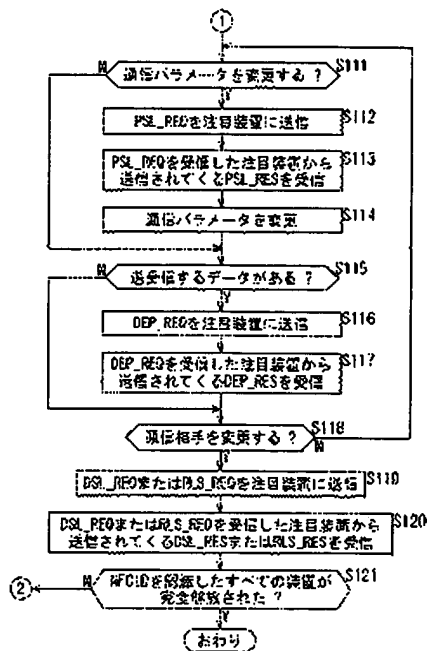 1
通信パラメータを変更する ?
S111
N
Y
PSL_REQを注目装置に送信
S112
PSL_REQを受信した注目装置から
送信されてくるPSL_RESを受信
S113
通信パラメータを変更
S114
送受信するデータがある ?
S115
N
Y
DEP_REQを注目装置に送信
S116
DEP_REQを受信した注目装置から
送信されてくるDEP_RESを受信
S117
通信相手を変更する ?
S118
N
Y
DSL_REQまたはRLS_REQを注目装置に送信
S119
DSL_REQまたはRLS_REQを受信した注目装置から
送信されてくるDSL_RESまたはRLS_RESを受信
S120
NFCIDを認識したすべての装置が
完全解放された ?
S121
N
2
Y
おわり